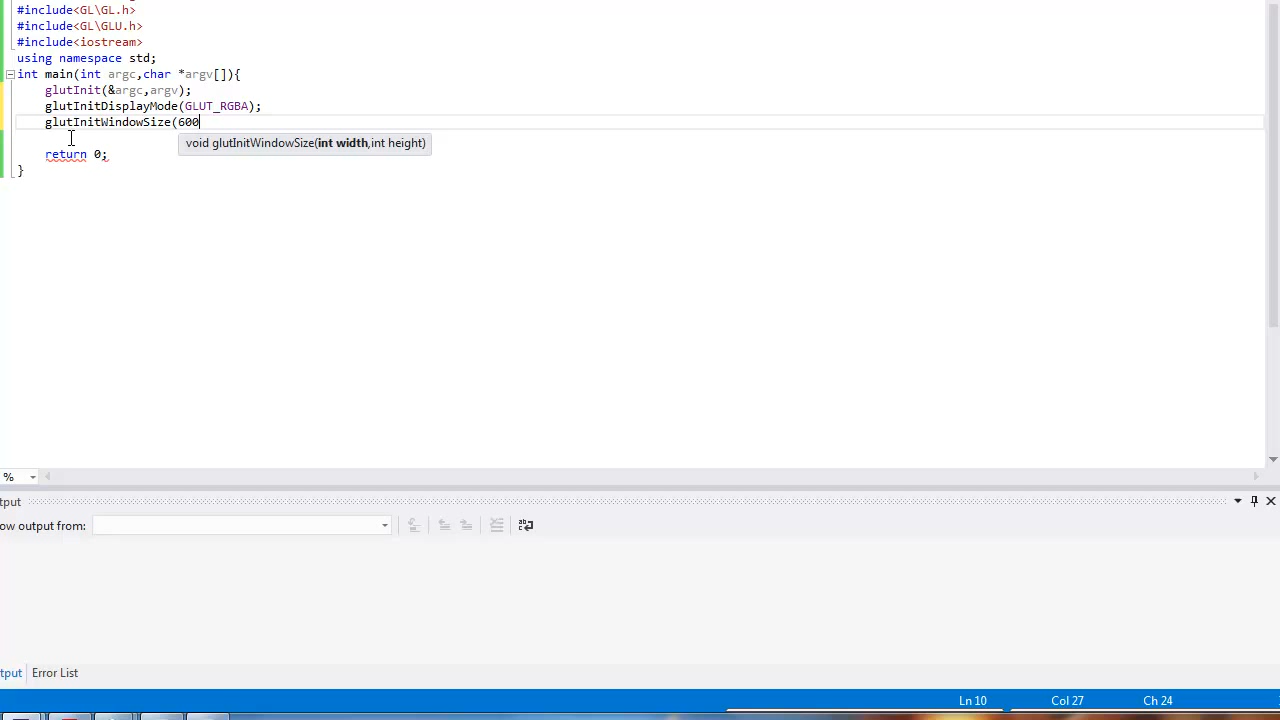 #include<GL\GL.h>
#include<GL\GLU.h>
#include<iostream>
using namespace std;
int main(int argc,char *argv[]){
glutInit(&argc,argv);
glutInitDisplayMode(GLUT_RGBA);
glutInitWindowSize(600
void glutInitWindowSize(int width,int height)
return 0;
}
%
tput
ow output from:
tput Error List
Ln 10 Col 27 Ch 24